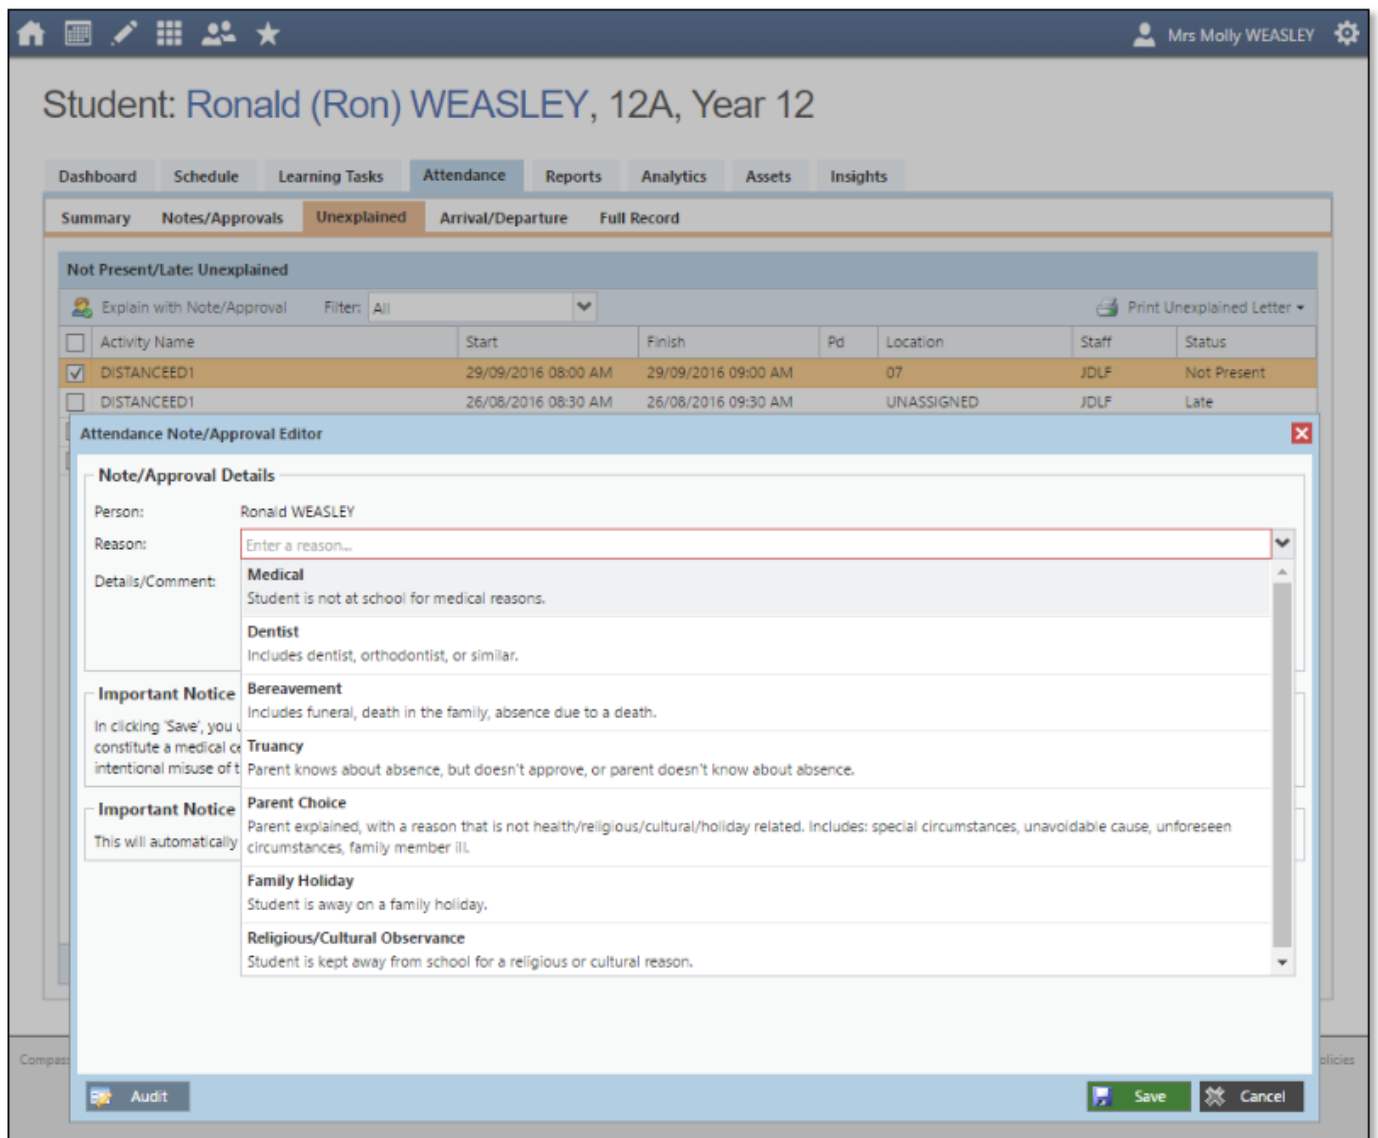 Mrs Molly WEASLEY
Student: Ronald (Ron) WEASLEY, 12A, Year 12
Dashboard Schedule Learning Tasks Attendance Reports Analytics Assets Insights
Summary Notes/Approvals Unexplained Arrival/Departure Full Record
Not Present/Late: Unexplained
Explain with Note/Approval Filter: All Print Unexplained Letter
Activity Name Start Finish Pd Location Staff Status
DISTANCEED1 29/09/2016 08:00 AM 29/09/2016 09:00 AM 07 JDLF Not Present
DISTANCEED1 26/08/2016 08:30 AM 26/08/2016 09:30 AM UNASSIGNED JDLF Late
Attendance Note/Approval Editor
Note/Approval Details
Person: Ronald WEASLEY
Reason: Enter a reason...
Details/Comment:
Medical
Student is not at school for medical reasons.
Dentist
Includes dentist, orthodontist, or similar.
Important Notice
Bereavement
Includes funeral, death in the family, absence due to a death.
In clicking 'Save', you
constitute a medical
intentional misuse of
Truancy
Parent knows about absence, but doesn't approve, or parent doesn't know about absence.
Important Notice
This will automatically
Parent Choice
Parent explained, with a reason that is not health/religious/cultural/holiday related. Includes: special circumstances, unavoidable cause, unforeseen
circumstances, family member ill.
Family Holiday
Student is away on a family holiday.
Religious/Cultural Observance
Student is kept away from school for a religious or cultural reason.
Audit Save Cancel